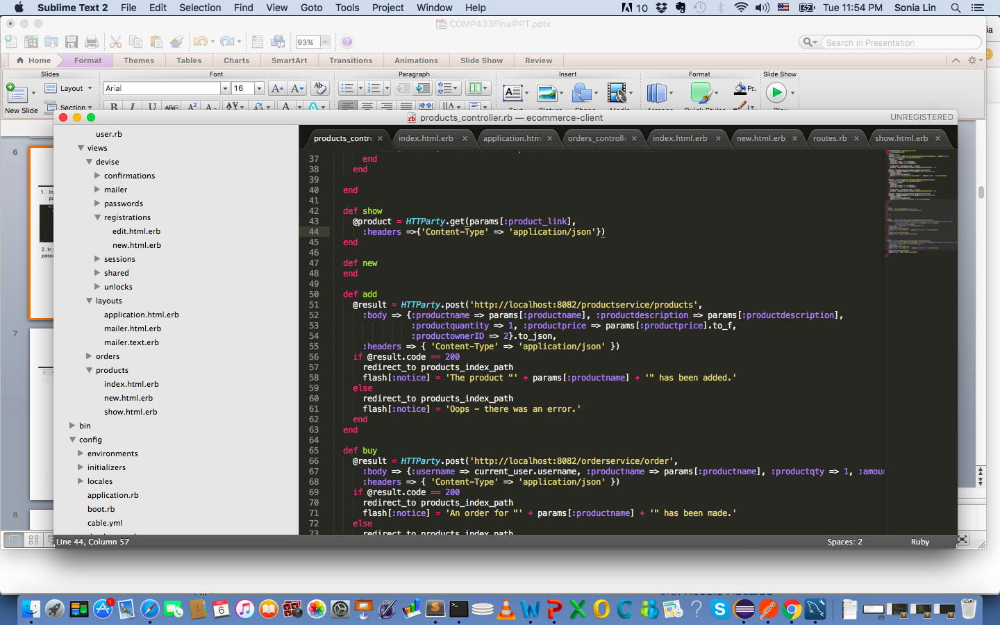 Sublime Text 2 File Edit Selection Find View Goto Tools Project Window Help 10 Tue 11:54 PM Sonia Lin
COMP433FinalPPT.pptx
93%
Search in Presentation
Home Format Themes Tables Charts SmartArt Transitions Animations Slide Show Review
Slides Font Paragraph Insert Format Slide Show
Layout Arial 16
New Slide Section
products_controller.rb — ecommerce-client UNREGISTERED
products_contro index.html.erb application.html orders_controlle index.html.erb new.html.erb routes.rb show.html.erb
user.rb
views
devise
confirmations
mailer
passwords
registrations
edit.html.erb
new.html.erb
sessions
shared
unlocks
layouts
application.html.erb
mailer.html.erb
mailer.text.erb
orders
products
index.html.erb
new.html.erb
show.html.erb
bin
config
environments
initializers
locales
application.rb
boot.rb
cable.yml
6
7
8
37 end
38 end
39
40 end
41
42 def show
43 @product = HTTParty.get(params[:product_link],
44 :headers =>{'Content-Type' => 'application/json'})
45 end
46
47 def new
48 end
49
50 def add
51 @result = HTTParty.post('http://localhost:8082/productservice/products',
52 :body => {:productname => params[:productname], :productdescription => params[:productdescription],
53 :productquantity => 1, :productprice => params[:productprice].to_f,
54 :productownerID => 2}.to_json,
55 :headers => { 'Content-Type' => 'application/json' })
56 if @result.code == 200
57 redirect_to products_index_path
58 flash[:notice] = 'The product "' + params[:productname] + '" has been added.'
59 else
60 redirect_to products_index_path
61 flash[:notice] = 'Oops - there was an error.'
62 end
63 end
64
65 def buy
66 @result = HTTParty.post('http://localhost:8082/orderservice/order',
67 :body => {:username => current_user.username, :productname => params[:productname], :productqty => 1, :amou
68 :headers => { 'Content-Type' => 'application/json' })
69 if @result.code == 200
70 redirect_to products_index_path
71 flash[:notice] = 'An order for "' + params[:productname] + '" has been made.'
72 else
73 redirect_to products_index_path
Line 44, Column 57 Spaces: 2 Ruby